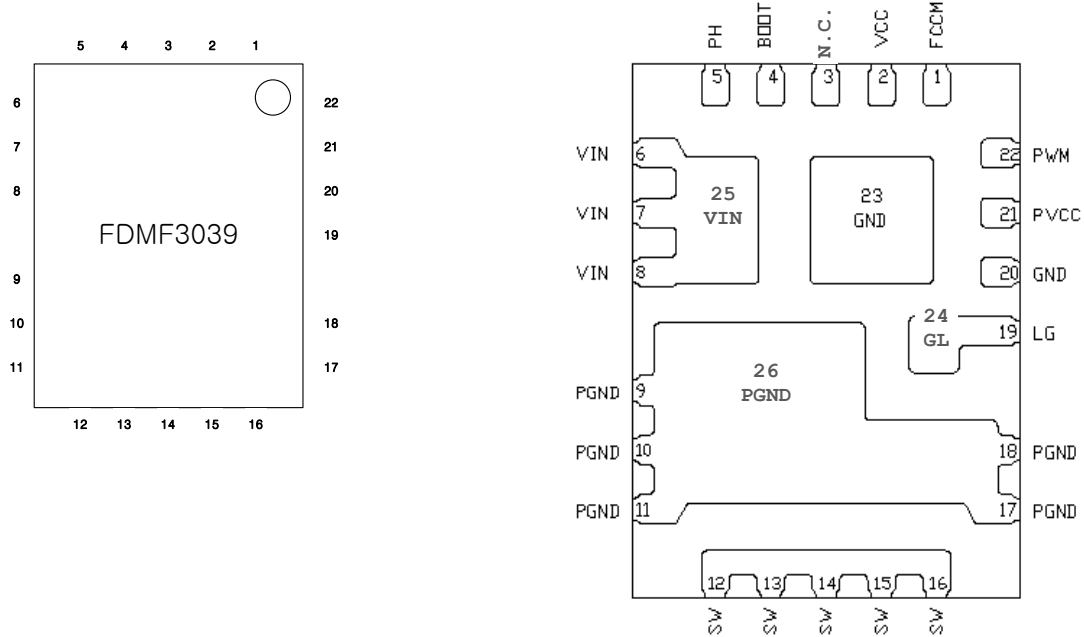 5 4 3 2 1
6 22
7 21
8 20
FDMF3039 19
9
10 18
11 17
12 13 14 15 16
PH BOOT N.C. VCC FCCM
5 4 3 2 1
VIN 6 22 PWM
25 23
VIN 7 VIN GND 21 PVCC
VIN 8 20 GND
24
19 LG
GL
26
PGND 9 PGND
PGND 10 18 PGND
PGND 11 17 PGND
12 13 14 15 16
SW SW SW SW SW